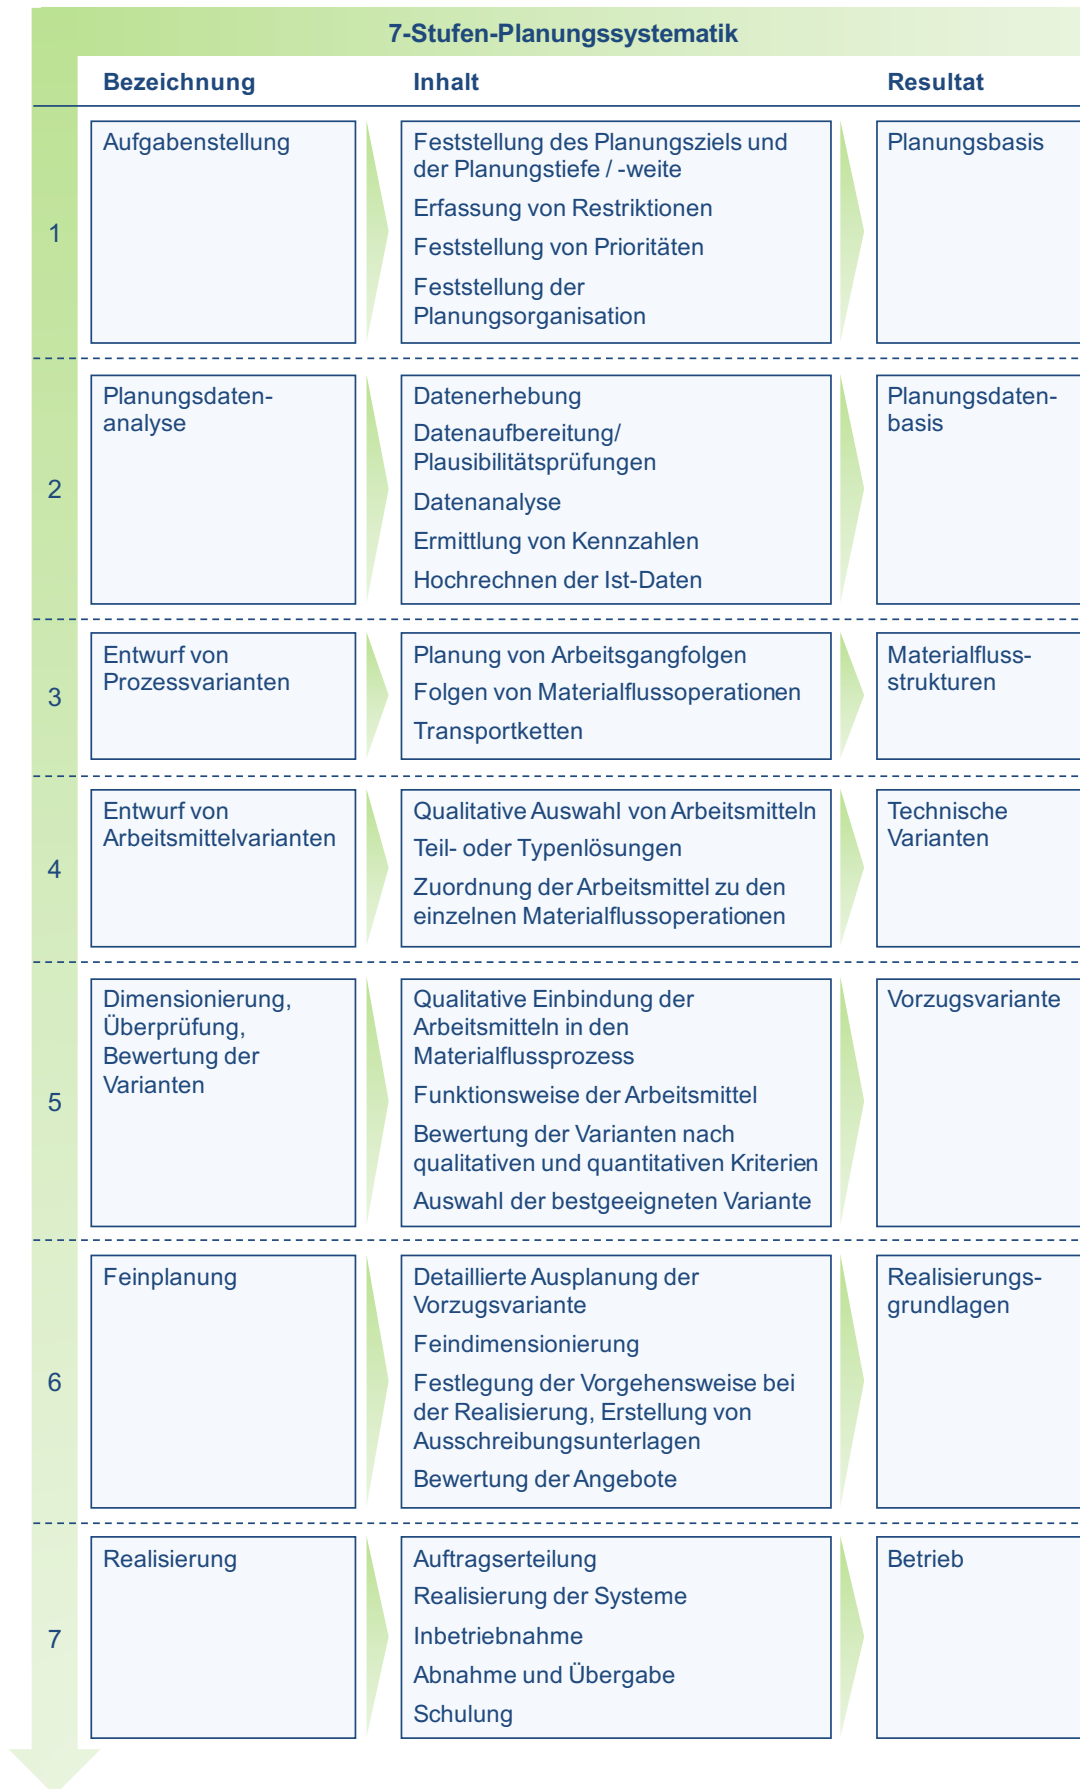 7-Stufen-Planungssystematik
Bezeichnung
Inhalt
Resultat
1
Aufgabenstellung
Feststellung des Planungsziels und
der Planungstiefe / -weite
Erfassung von Restriktionen
Feststellung von Prioritäten
Feststellung der
Planungsorganisation
Planungsbasis
2
Planungsdaten-
analyse
Datenerhebung
Datenaufbereitung/
Plausibilitätsprüfungen
Datenanalyse
Ermittlung von Kennzahlen
Hochrechnen der Ist-Daten
Planungsdaten-
basis
3
Entwurf von
Prozessvarianten
Planung von Arbeitsgangfolgen
Folgen von Materialflussoperationen
Transportketten
Materialfluss-
strukturen
4
Entwurf von
Arbeitsmittelvarianten
Qualitative Auswahl von Arbeitsmitteln
Teil- oder Typenlösungen
Zuordnung der Arbeitsmittel zu den
einzelnen Materialflussoperationen
Technische
Varianten
5
Dimensionierung,
Überprüfung,
Bewertung der
Varianten
Qualitative Einbindung der
Arbeitsmitteln in den
Materialflussprozess
Funktionsweise der Arbeitsmittel
Bewertung der Varianten nach
qualitativen und quantitativen Kriterien
Auswahl der bestgeeigneten Variante
Vorzugsvariante
6
Feinplanung
Detaillierte Ausplanung der
Vorzugsvariante
Feindimensionierung
Festlegung der Vorgehensweise bei
der Realisierung, Erstellung von
Ausschreibungsunterlagen
Bewertung der Angebote
Realisierungs-
grundlagen
7
Realisierung
Auftragserteilung
Realisierung der Systeme
Inbetriebnahme
Abnahme und Übergabe
Schulung
Betrieb